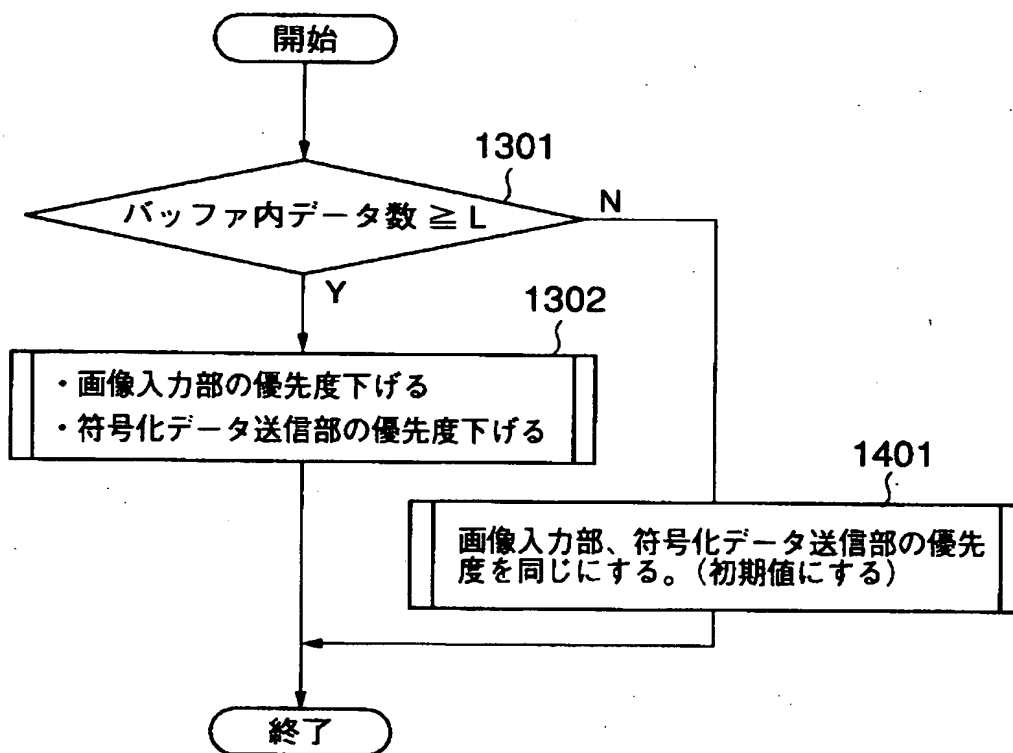 開始
1301
バッファ内データ数 ≧ L
N
Y
1302
・画像入力部の優先度下げる
・符号化データ送信部の優先度下げる
1401
画像入力部、符号化データ送信部の優先
度を同じにする。(初期値にする)
終了